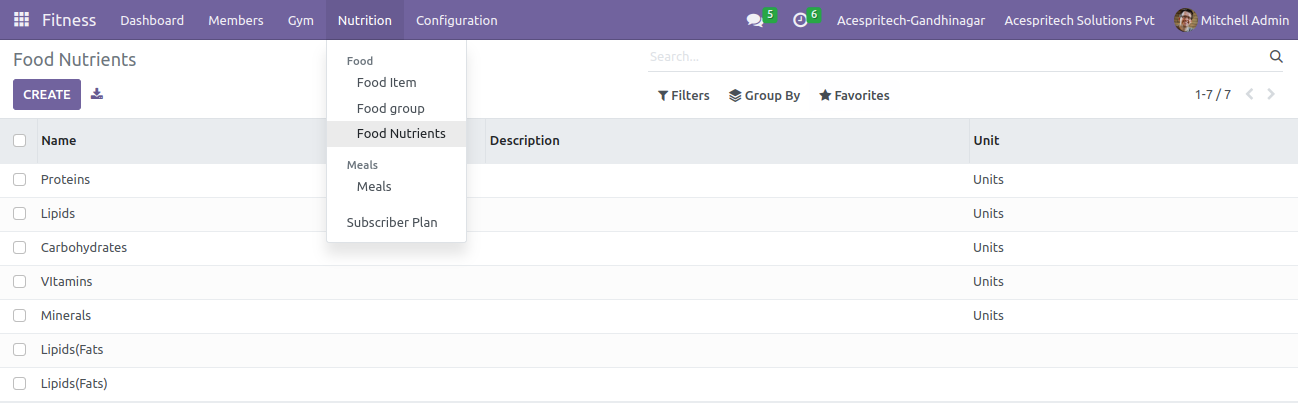 Fitness Dashboard Members Gym Nutrition Configuration 5 6 Acespritech-Gandhinagar Acespritech Solutions Pvt Mitchell Admin
Food Nutrients
Search...
CREATE
Filters Group By Favorites 1-7 / 7
Food
Food Item
Food group
Food Nutrients
Meals
Meals
Subscriber Plan
Name Description Unit
Proteins Units
Lipids Units
Carbohydrates Units
VItamins Units
Minerals Units
Lipids(Fats
Lipids(Fats)